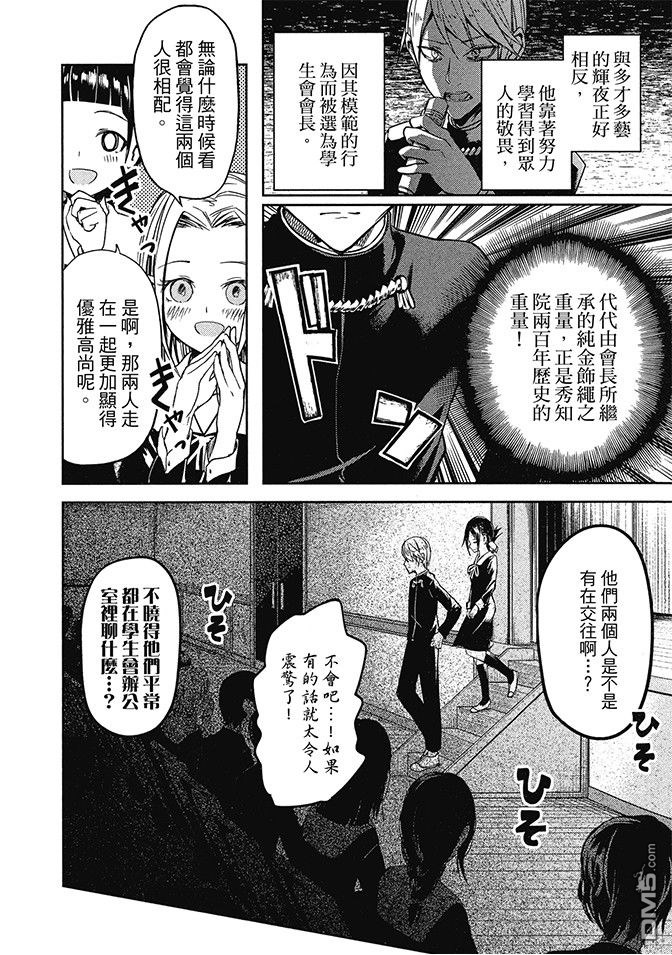 與多才多藝
的輝夜正好
相反，
他靠著努力
學習得到眾
人的敬畏，
因其模範的行
為而被選為學
生會會長。
代代由會長所繼
承的純金飾繩之
重量，正是秀知
院兩百年歷史的
重量！
ドドン
無論什麼時候看
都會覺得這兩個
人很相配。
きゃっ
是啊，那兩人走
在一起更加顯得
優雅高尚呢。
きゃっ
他們兩個人是不是
有在交往啊…？
ひそ
ひそ
不會吧…！如果
有的話就太令人
震驚了！
ひそ
不曉得他們平常
都在學生會辦公
室裡聊什麼…？
DM5.com